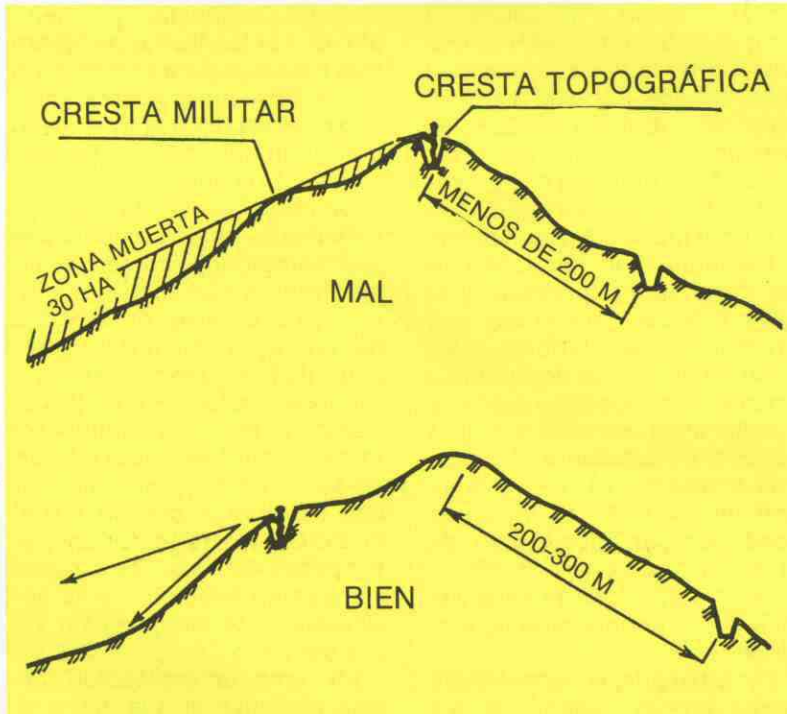 CRESTA TOPOGRÁFICA
CRESTA MILITAR
ZONA MUERTA
30 HA
MENOS DE 200 M
MAL
200-300 M
BIEN